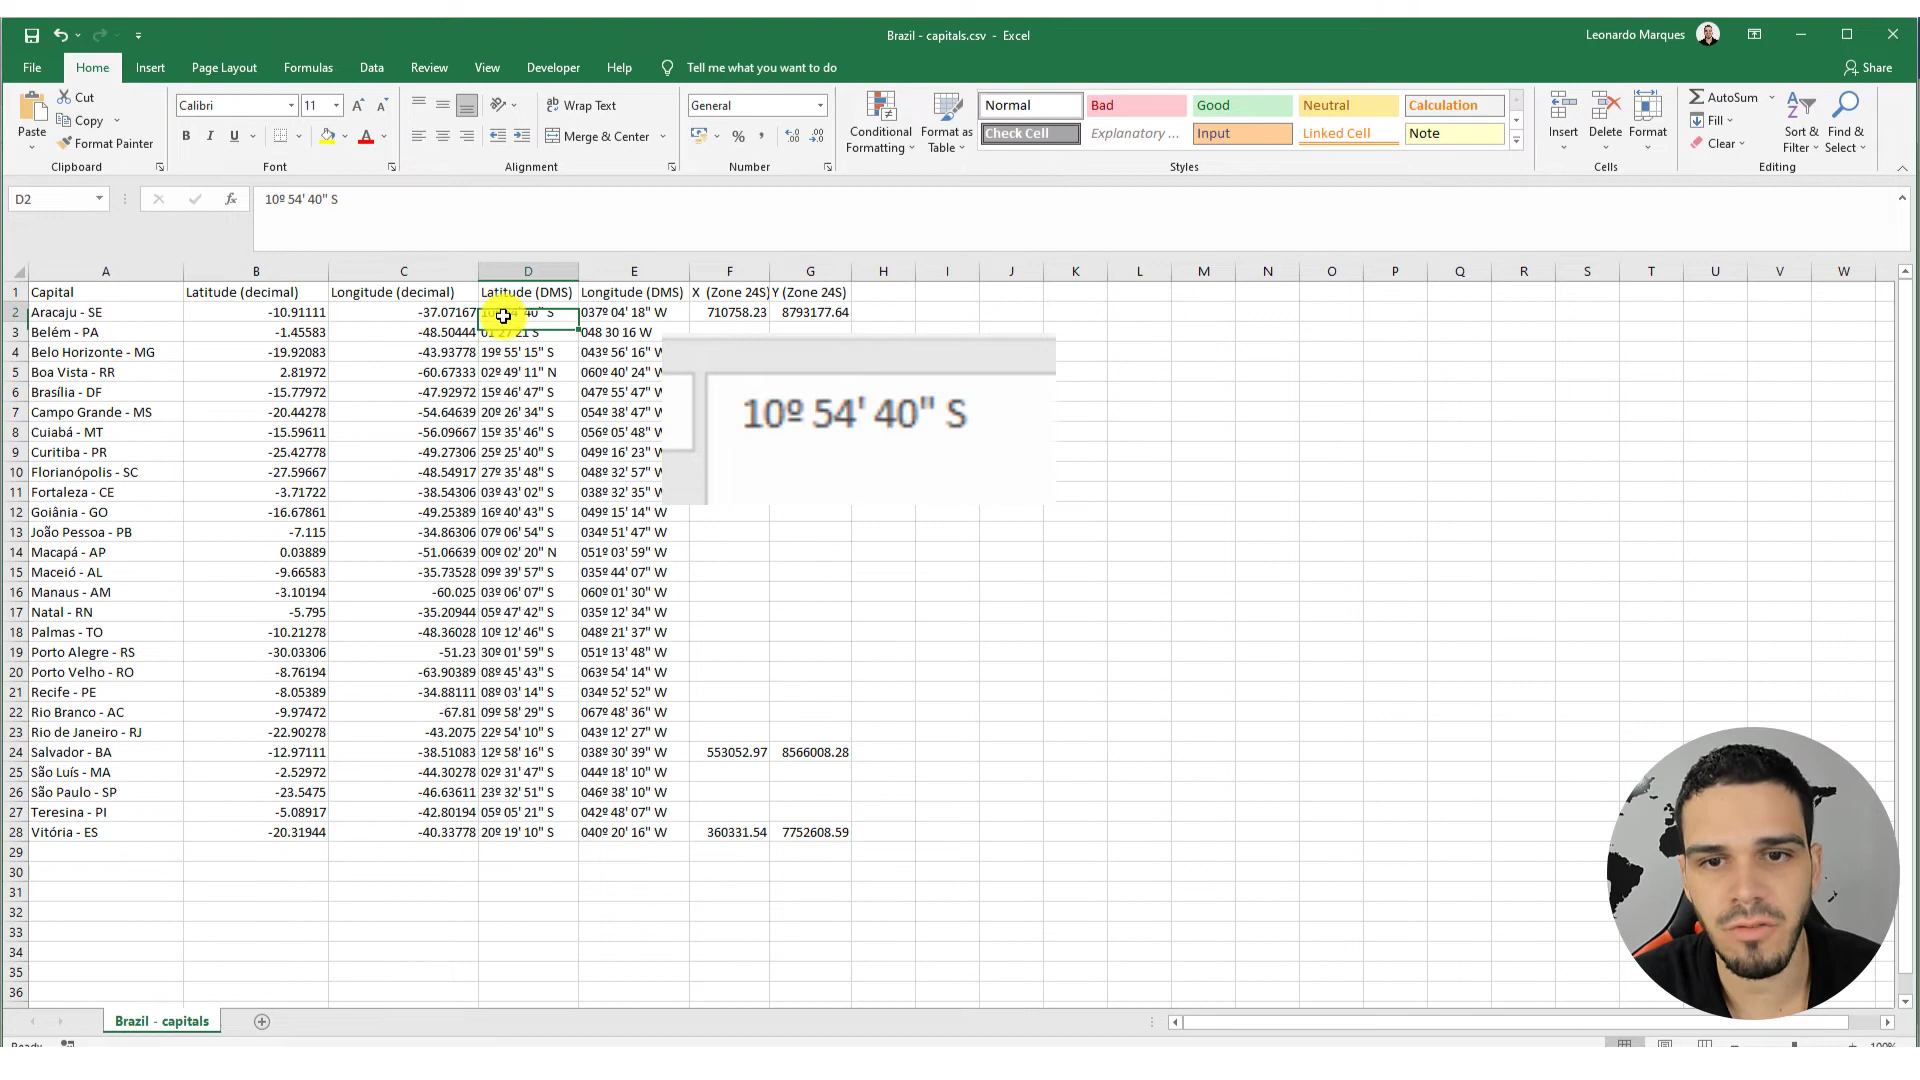 Brazil - capitals.csv - Excel
Leonardo Marques
File Home Insert Page Layout Formulas Data Review View Developer Help Tell me what you want to do Share
Paste
Cut
Copy
Format Painter
Clipboard
Calibri 11
B I U
Font
Wrap Text
Merge & Center
Alignment
General
Number
Conditional Formatting
Format as Table
Normal Bad Good Neutral Calculation
Check Cell Explanatory ... Input Linked Cell Note
Styles
Insert Delete Format
Cells
AutoSum
Fill
Clear
Sort & Filter
Find & Select
Editing
D2 fx 10º 54' 40" S
A B C D E F G H I J K L M N O P Q R S T U V W
1 Capital Latitude (decimal) Longitude (decimal) Latitude (DMS) Longitude (DMS) X (Zone 24S) Y (Zone 24S)
2 Aracaju - SE -10.91111 -37.07167 40" S 037º 04' 18" W 710758.23 8793177.64
3 Belém - PA -1.45583 -48.50444 01 27 21 S 048 30 16 W
4 Belo Horizonte - MG -19.92083 -43.93778 19º 55' 15" S 043º 56' 16" W
5 Boa Vista - RR 2.81972 -60.67333 02º 49' 11" N 060º 40' 24" W
6 Brasília - DF -15.77972 -47.92972 15º 46' 47" S 047º 55' 47" W
7 Campo Grande - MS -20.44278 -54.64639 20º 26' 34" S 054º 38' 47" W
8 Cuiabá - MT -15.59611 -56.09667 15º 35' 46" S 056º 05' 48" W
9 Curitiba - PR -25.42778 -49.27306 25º 25' 40" S 049º 16' 23" W
10 Florianópolis - SC -27.59667 -48.54917 27º 35' 48" S 048º 32' 57" W
11 Fortaleza - CE -3.71722 -38.54306 03º 43' 02" S 038º 32' 35" W
12 Goiânia - GO -16.67861 -49.25389 16º 40' 43" S 049º 15' 14" W
13 João Pessoa - PB -7.115 -34.86306 07º 06' 54" S 034º 51' 47" W
14 Macapá - AP 0.03889 -51.06639 00º 02' 20" N 051º 03' 59" W
15 Maceió - AL -9.66583 -35.73528 09º 39' 57" S 035º 44' 07" W
16 Manaus - AM -3.10194 -60.025 03º 06' 07" S 060º 01' 30" W
17 Natal - RN -5.795 -35.20944 05º 47' 42" S 035º 12' 34" W
18 Palmas - TO -10.21278 -48.36028 10º 12' 46" S 048º 21' 37" W
19 Porto Alegre - RS -30.03306 -51.23 30º 01' 59" S 051º 13' 48" W
20 Porto Velho - RO -8.76194 -63.90389 08º 45' 43" S 063º 54' 14" W
21 Recife - PE -8.05389 -34.88111 08º 03' 14" S 034º 52' 52" W
22 Rio Branco - AC -9.97472 -67.81 09º 58' 29" S 067º 48' 36" W
23 Rio de Janeiro - RJ -22.90278 -43.2075 22º 54' 10" S 043º 12' 27" W
24 Salvador - BA -12.97111 -38.51083 12º 58' 16" S 038º 30' 39" W 553052.97 8566008.28
25 São Luís - MA -2.52972 -44.30278 02º 31' 47" S 044º 18' 10" W
26 São Paulo - SP -23.5475 -46.63611 23º 32' 51" S 046º 38' 10" W
27 Teresina - PI -5.08917 -42.80194 05º 05' 21" S 042º 48' 07" W
28 Vitória - ES -20.31944 -40.33778 20º 19' 10" S 040º 20' 16" W 360331.54 7752608.59
29
30
31
32
33
34
35
36
10º 54' 40" S
Brazil - capitals